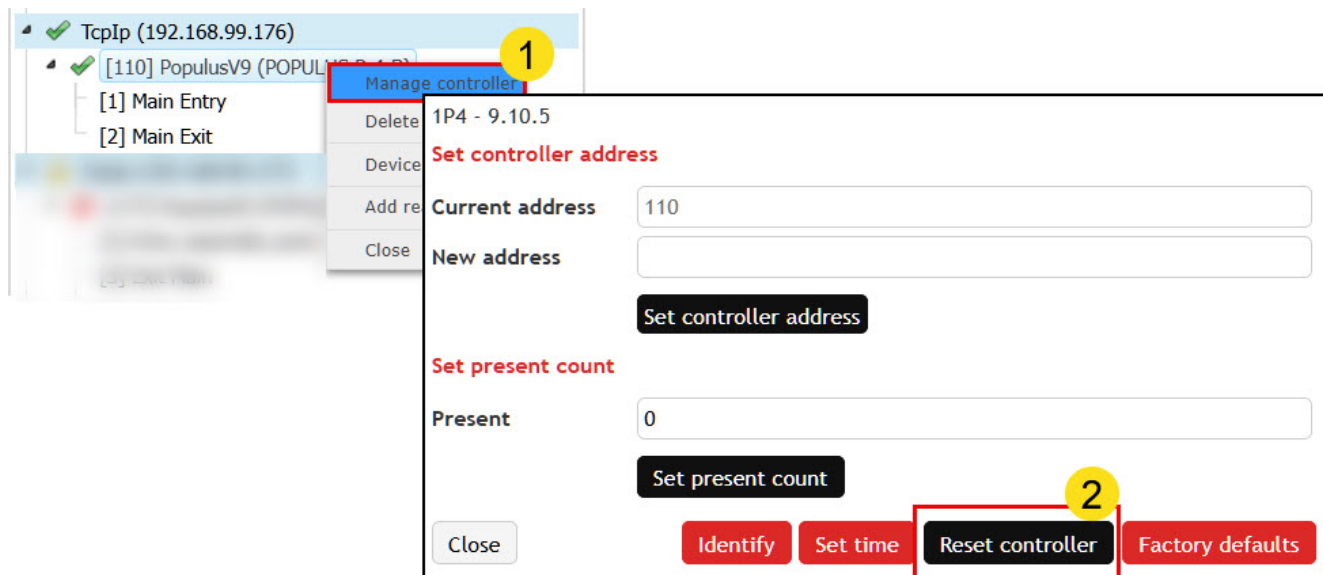 TcpIp (192.168.99.176)
[110] PopulusV9 (POPULUS
1
Manage controller
[1] Main Entry
[2] Main Exit
Delete
Device
Add
Close
1P4 - 9.10.5
Set controller address
Current address 110
New address
Set controller address
Set present count
Present 0
Set present count
2
Close Identify Set time Reset controller Factory defaults